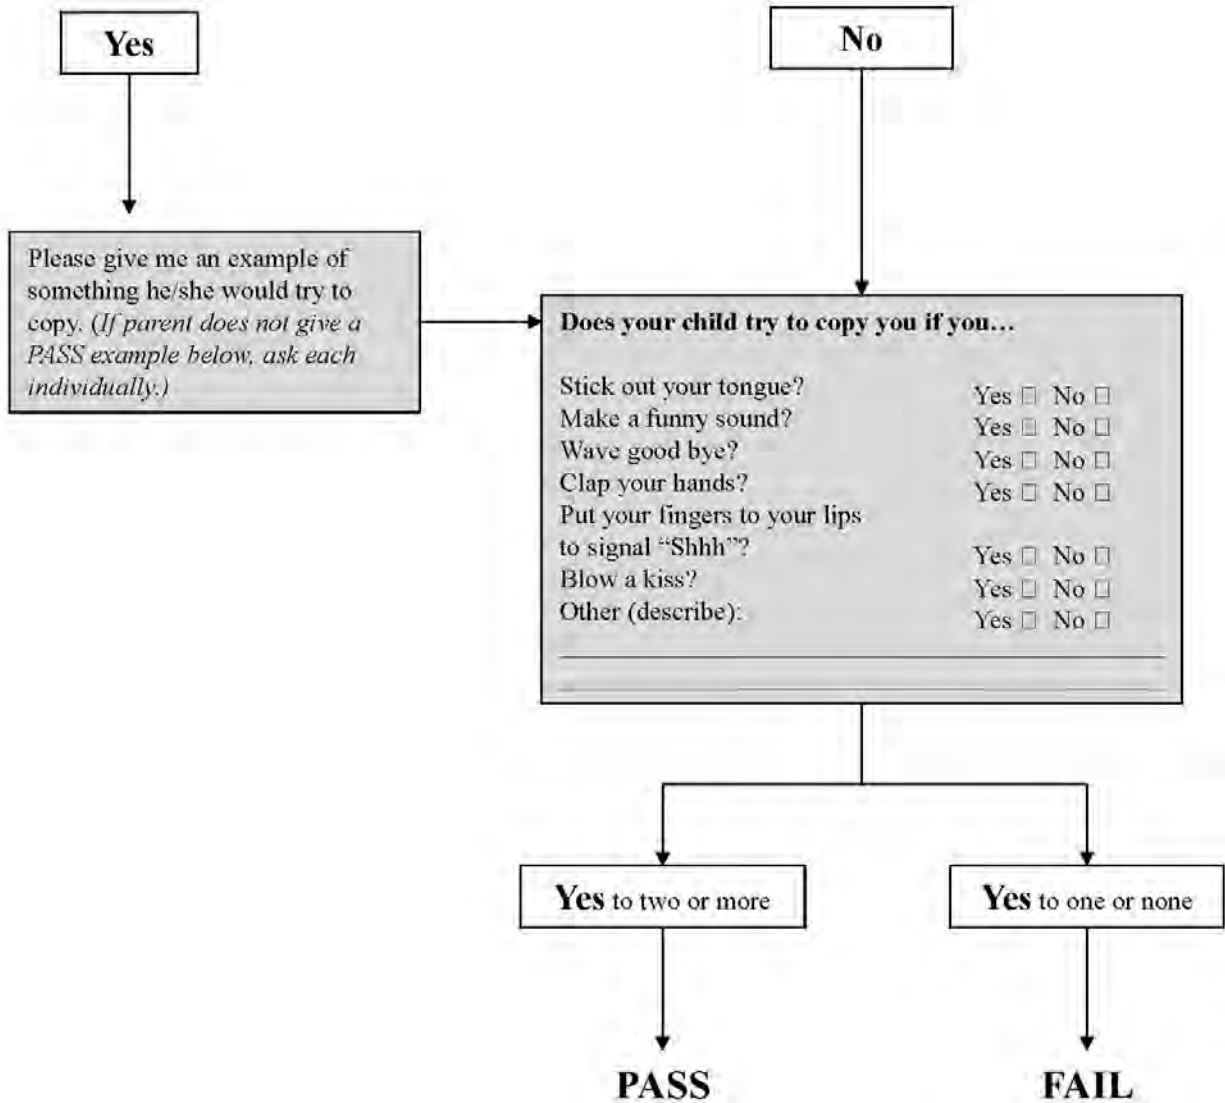 Yes
No
Please give me an example of
something he/she would try to
copy. (If parent does not give a
PASS example below, ask each
individually.)
Does your child try to copy you if you…
Stick out your tongue? Yes □ No □
Make a funny sound? Yes □ No □
Wave good bye? Yes □ No □
Clap your hands? Yes □ No □
Put your fingers to your lips
to signal “Shhh”? Yes □ No □
Blow a kiss? Yes □ No □
Other (describe): Yes □ No □
Yes to two or more
Yes to one or none
PASS
FAIL